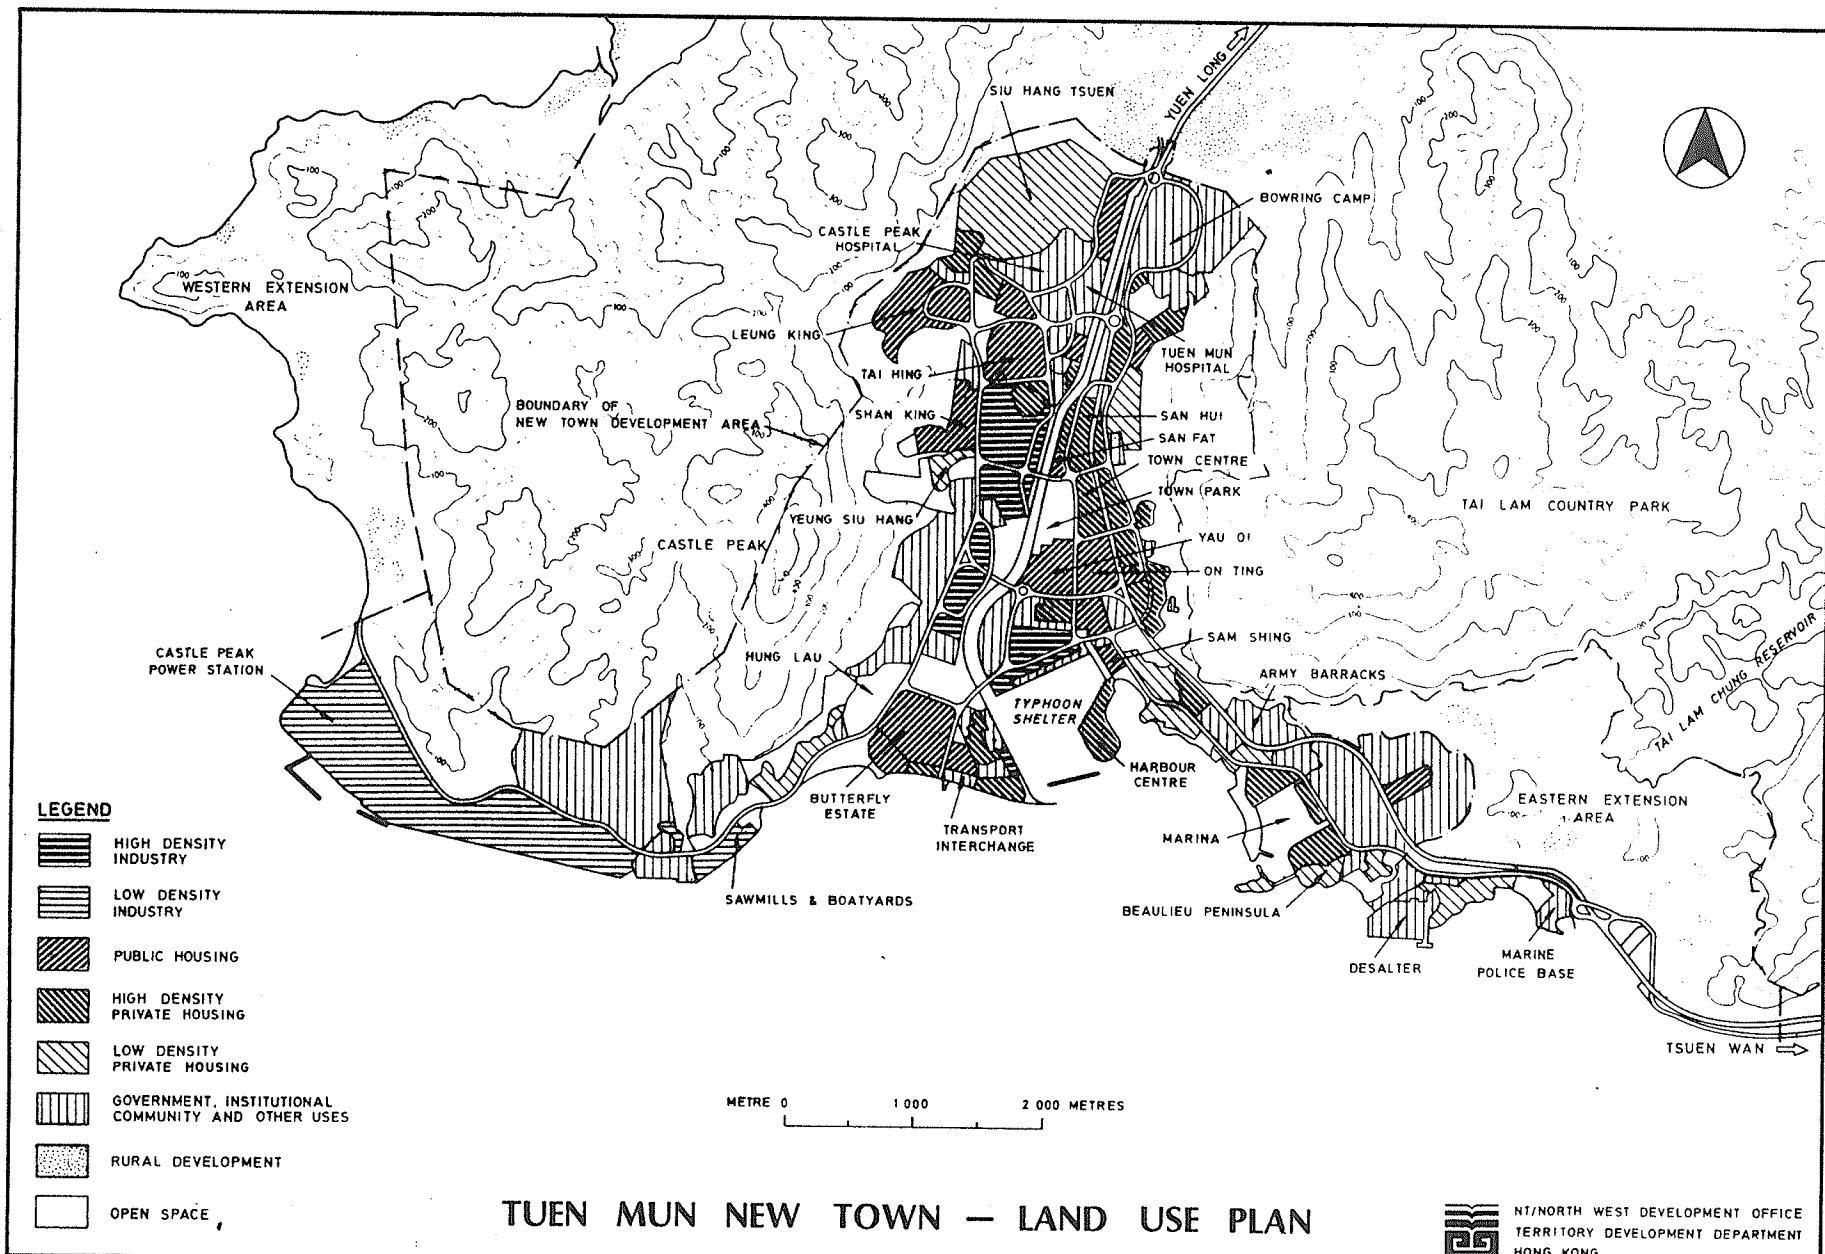 SIU HANG TSUEN
YUEN LONG
BOWRING CAMP
CASTLE PEAK
HOSPITAL
WESTERN EXTENSION
AREA
LEUNG KING
TUEN MUN
HOSPITAL
TAI HING
BOUNDARY OF
NEW TOWN DEVELOPMENT AREA
SHAN KING
SAN HUI
SAN FAT
TOWN CENTRE
TOWN PARK
TAI LAM COUNTRY PARK
YEUNG SIU HANG
CASTLE PEAK
YAU OI
ON TING
SAM SHING
CASTLE PEAK
POWER STATION
HUNG LAU
ARMY BARRACKS
TAI LAM CHUNG RESERVOIR
TYPHOON
SHELTER
HARBOUR
CENTRE
BUTTERFLY
ESTATE
TRANSPORT
INTERCHANGE
MARINA
EASTERN EXTENSION
AREA
SAWMILLS & BOATYARDS
BEAULIEU PENINSULA
DESALTER
MARINE
POLICE BASE
TSUEN WAN
LEGEND
HIGH DENSITY
INDUSTRY
LOW DENSITY
INDUSTRY
PUBLIC HOUSING
HIGH DENSITY
PRIVATE HOUSING
LOW DENSITY
PRIVATE HOUSING
GOVERNMENT, INSTITUTIONAL
COMMUNITY AND OTHER USES
RURAL DEVELOPMENT
OPEN SPACE
METRE 0 1 000 2 000 METRES
TUEN MUN NEW TOWN — LAND USE PLAN
NT/NORTH WEST DEVELOPMENT OFFICE
TERRITORY DEVELOPMENT DEPARTMENT
HONG KONG